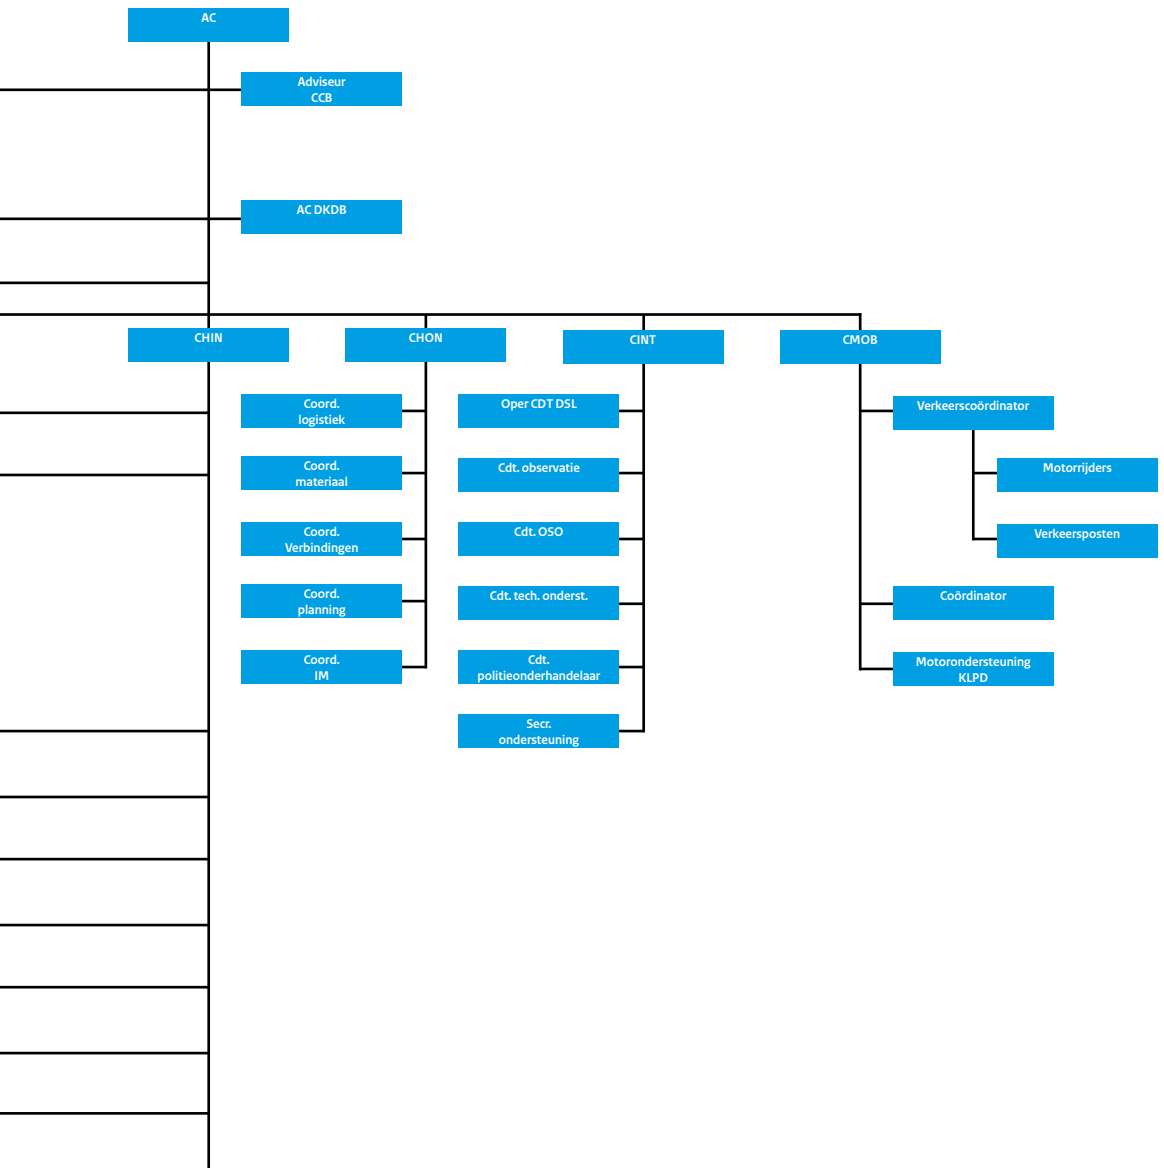 AC
Adviseur
CCB
AC DKDB
CHIN
CHON
CINT
CMOB
Coord.
logistiek
Coord.
materiaal
Coord.
Verbindingen
Coord.
planning
Coord.
IM
Oper CDT DSL
Cdt. observatie
Cdt. OSO
Cdt. tech. onderst.
Cdt.
politieonderhandelaar
Secr.
ondersteuning
Verkeerscoördinator
Motorrijders
Verkeersposten
Coördinator
Motorondersteuning
KLPD